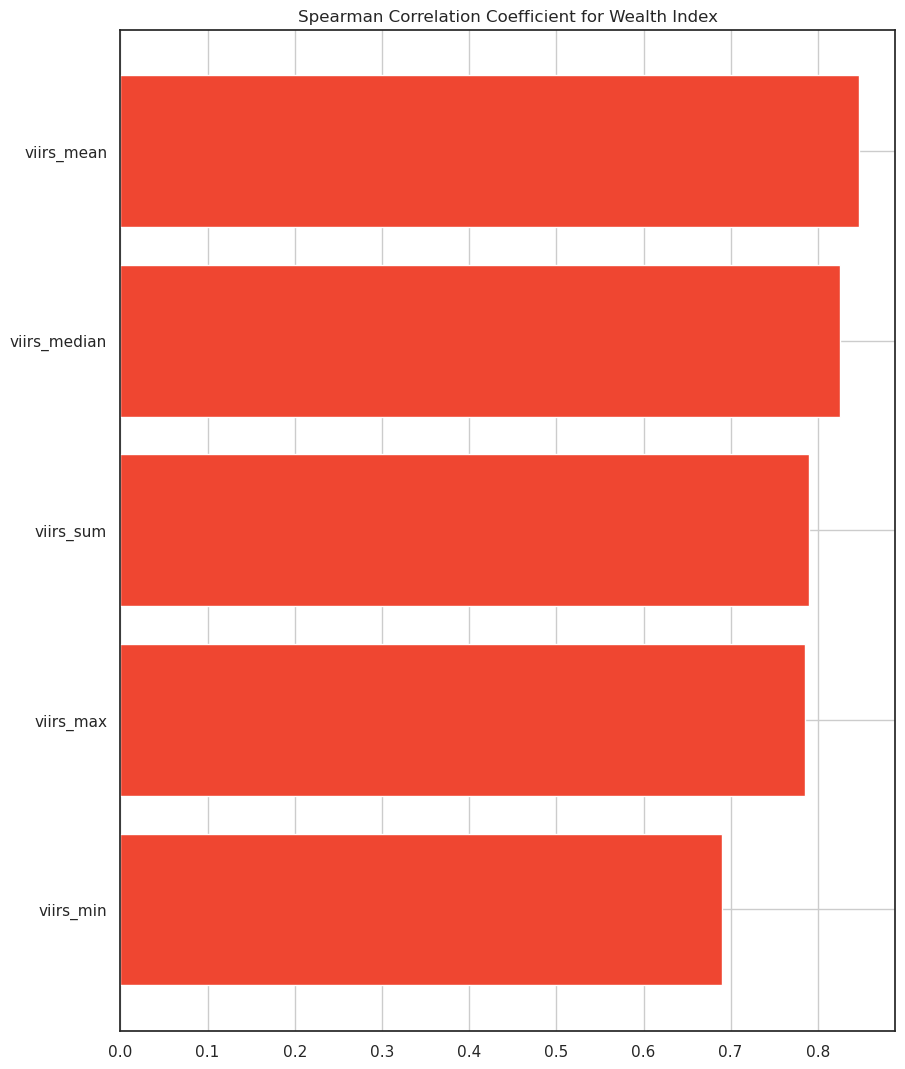 Spearman Correlation Coefficient for Wealth Index
viirs_mean
viirs_median
viirs_sum
viirs_max
viirs_min
0.0 0.1 0.2 0.3 0.4 0.5 0.6 0.7 0.8